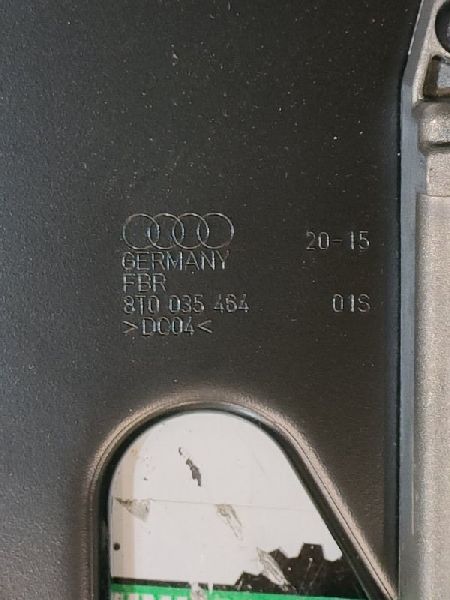 GERMANY
20-15
FBR
8T0 035 464
01S
>DC04<